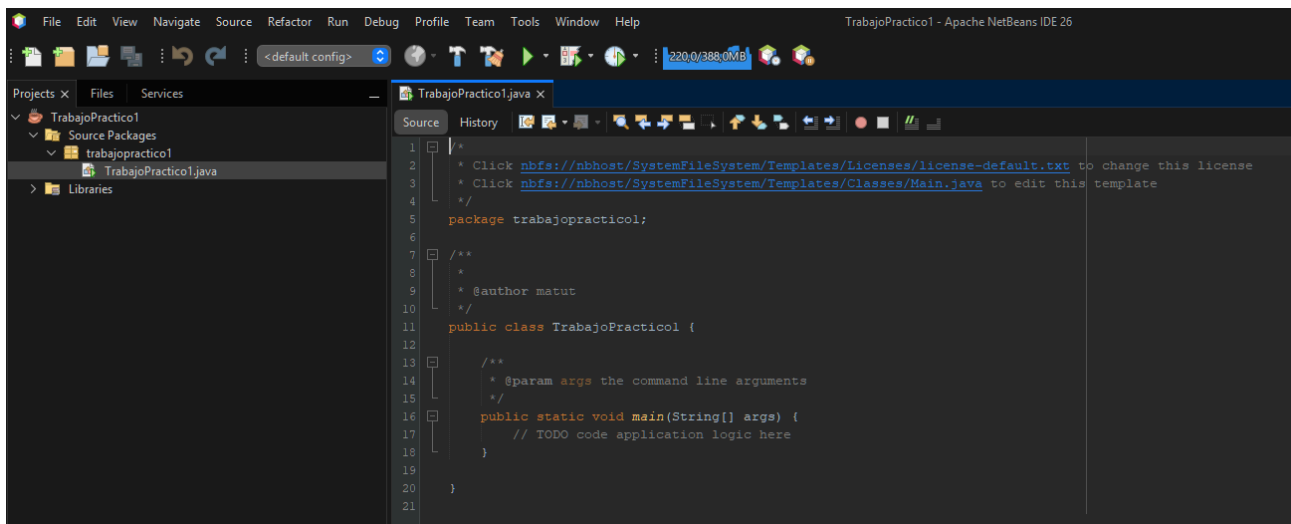 File Edit View Navigate Source Refactor Run Debug Profile Team Tools Window Help TrabajoPractico1 - Apache NetBeans IDE 26
<default config> 220,0/388,0MB
Projects Files Services
TrabajoPractico1
Source Packages
trabajopractico1
TrabajoPractico1.java
Libraries
TrabajoPractico1.java
Source History
1 /*
2 * Click nbfs://nbhost/SystemFileSystem/Templates/Licenses/license-default.txt to change this license
3 * Click nbfs://nbhost/SystemFileSystem/Templates/Classes/Main.java to edit this template
4 */
5 package trabajopractico1;
6
7 /**
8 *
9 * @author matut
10 */
11 public class TrabajoPractico1 {
12
13 /**
14 * @param args the command line arguments
15 */
16 public static void main(String[] args) {
17 // TODO code application logic here
18 }
19
20 }
21